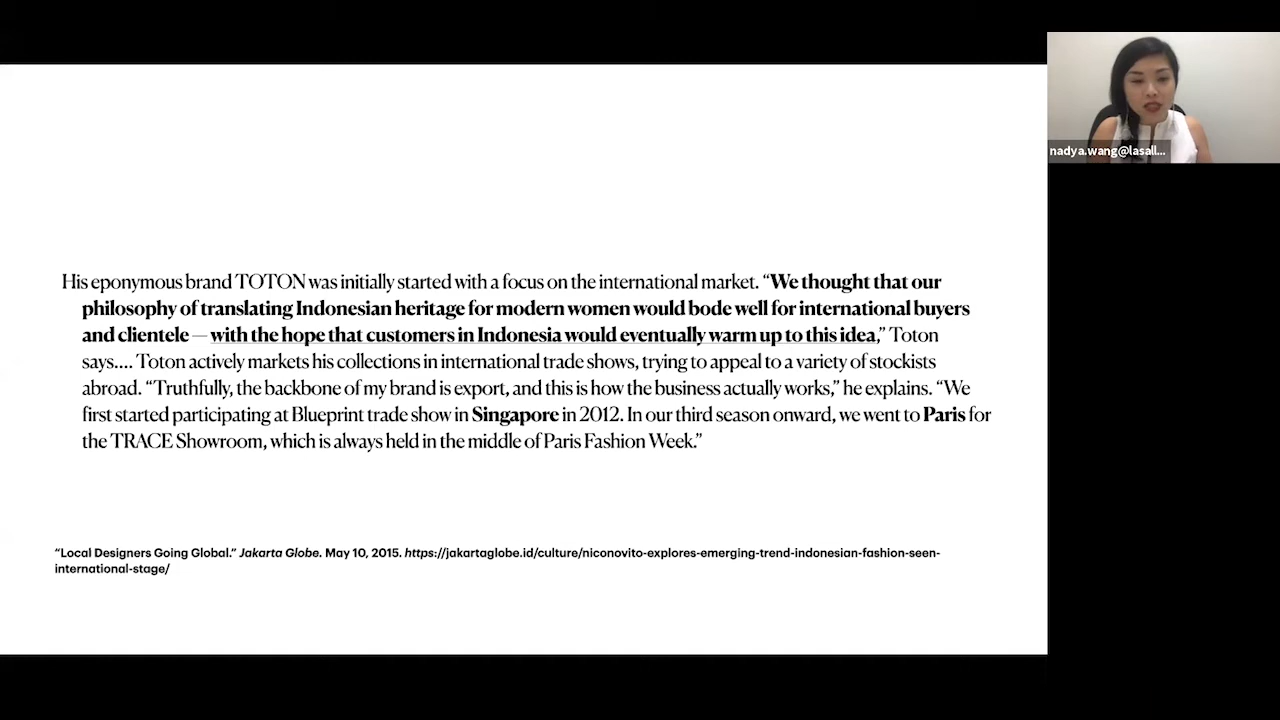 His eponymous brand TOTON was initially started with a focus on the international market. “We thought that our
philosophy of translating Indonesian heritage for modern women would bode well for international buyers
and clientele — with the hope that customers in Indonesia would eventually warm up to this idea,” Toton
says.... Toton actively markets his collections in international trade shows, trying to appeal to a variety of stockists
abroad. “Truthfully, the backbone of my brand is export, and this is how the business actually works,” he explains. “We
first started participating at Blueprint trade show in Singapore in 2012. In our third season onward, we went to Paris for
the TRACE Showroom, which is always held in the middle of Paris Fashion Week.”
“Local Designers Going Global.” Jakarta Globe. May 10, 2015. https://jakartaglobe.id/culture/niconovito-explores-emerging-trend-indonesian-fashion-seen-
international-stage/
nadya.wang@lasall...